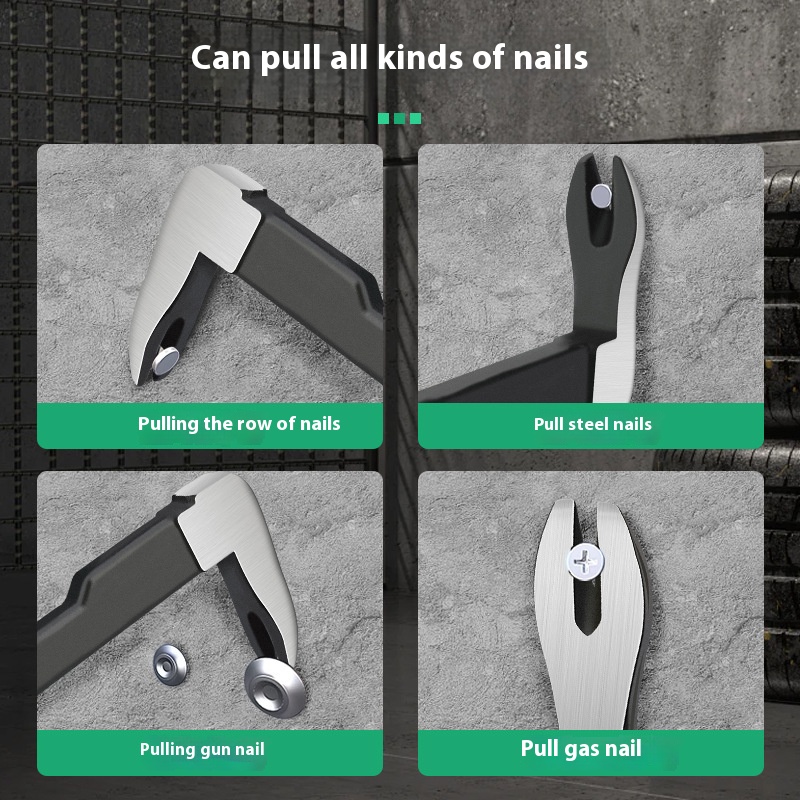 Can pull all kinds of nails
Pulling the row of nails
Pull steel nails
Pulling gun nail
Pull gas nail